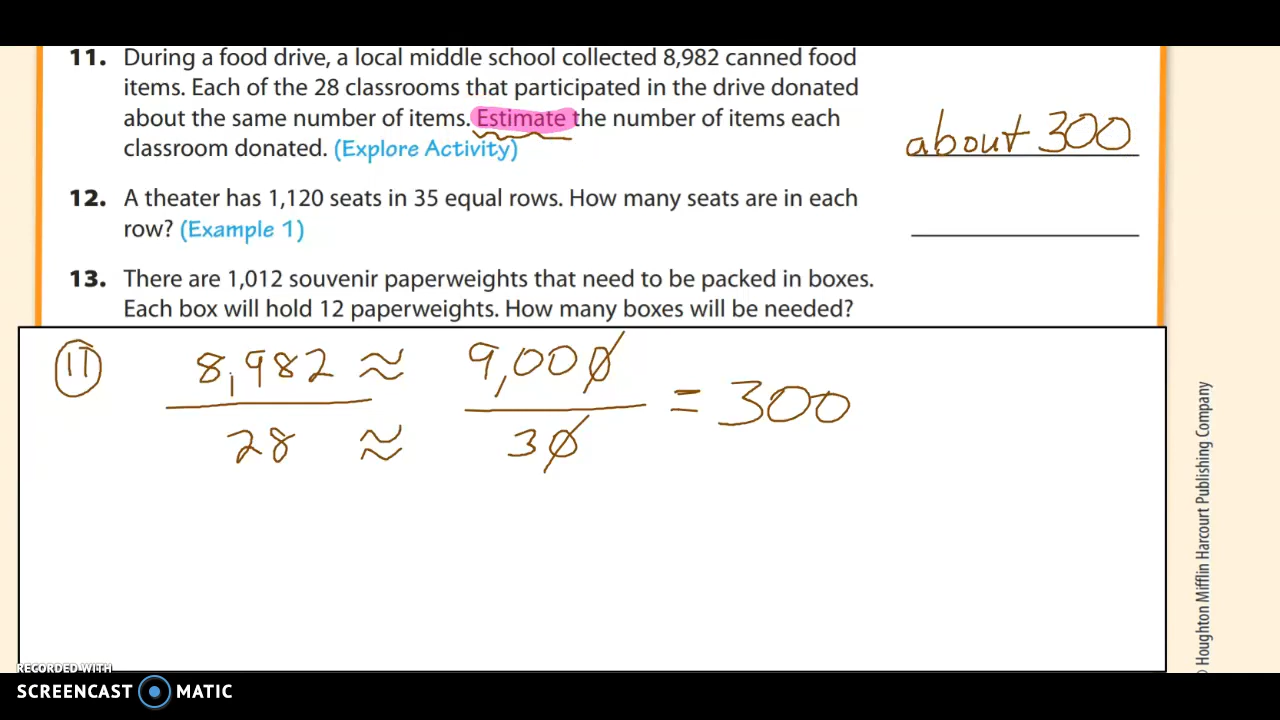 11. During a food drive, a local middle school collected 8,982 canned food
items. Each of the 28 classrooms that participated in the drive donated
about the same number of items. Estimate the number of items each
classroom donated. (Explore Activity)
about 300
12. A theater has 1,120 seats in 35 equal rows. How many seats are in each
row? (Example 1)
13. There are 1,012 souvenir paperweights that need to be packed in boxes.
Each box will hold 12 paperweights. How many boxes will be needed?
11 8,982 ≈ 9,000
= 300
28 ≈ 30
Houghton Mifflin Harcourt Publishing Company
RECORDED WITH
SCREENCAST MATIC